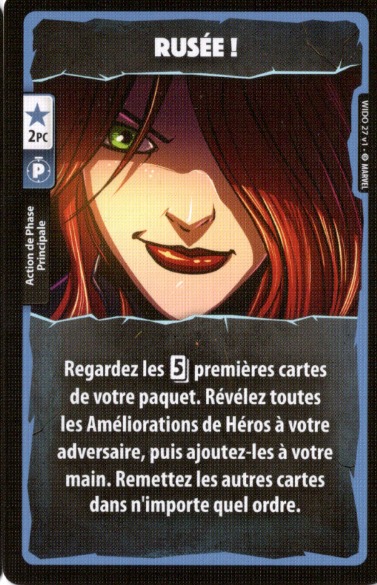 RUSÉE !
2PC
P
Action de Phase
Principale
WIDO 27 v1 - © MARVEL
Regardez les 5 premières cartes
de votre paquet. Révélez toutes
les Améliorations de Héros à votre
adversaire, puis ajoutez-les à votre
main. Remettez les autres cartes
dans n'importe quel ordre.